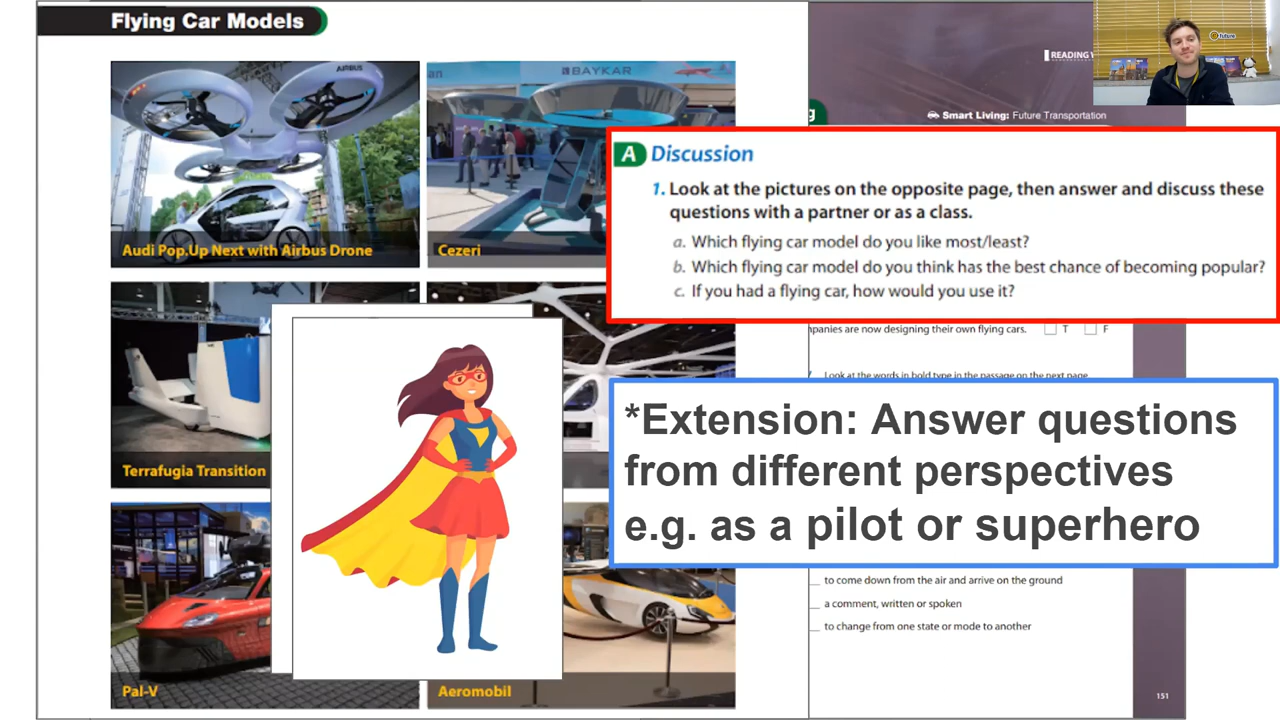 Flying Car Models
AIRBUS
BAYKAR
Audi Pop.Up Next with Airbus Drone
Cezeri
Terrafugia Transition
Pal-V
Aeromobil
READING
future
Smart Living: Future Transportation
A Discussion
1. Look at the pictures on the opposite page, then answer and discuss these
questions with a partner or as a class.
a. Which flying car model do you like most/least?
b. Which flying car model do you think has the best chance of becoming popular?
c. If you had a flying car, how would you use it?
are now designing their own flying cars. T F
Look at the words in bold type in the passage on the next page
*Extension: Answer questions
from different perspectives
e.g. as a pilot or superhero
to come down from the air and arrive on the ground
a comment, written or spoken
to change from one state or mode to another
151